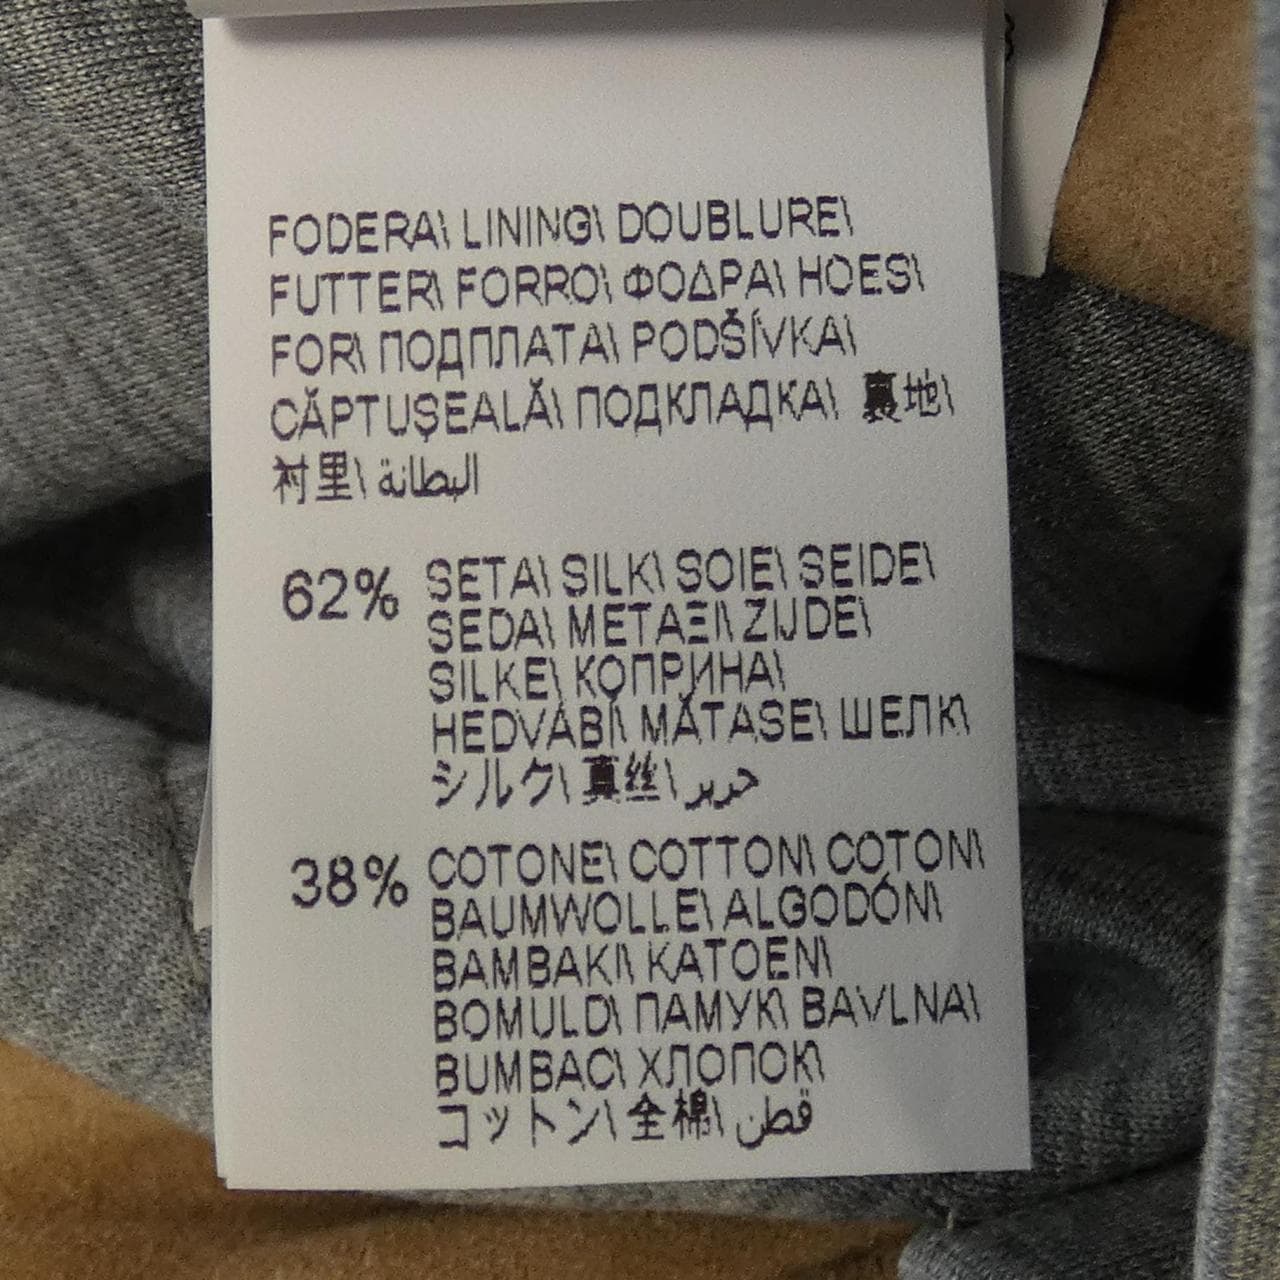 FODERA\ LINING\ DOUBLURE\
FUTTER\ FORRO\ ΦΟΔΡΑ\ HOES\
FOR\ ПОДПЛАТА\ PODŠÍVKA\
CĂPTUȘEALĂ\ ПОДКЛАДКА\ 裏地\
衬里\ البطانة
62% SETA\ SILK\ SOIE\ SEIDE\
SEDA\ ΜΕΤΑΞΙ\ ZIJDE\
SILKE\ КОПРИНА\
HEDVÁBÍ\ MĂTASE\ ШЕЛК\
シルク\ 真丝\ حرير
38% COTONE\ COTTON\ COTON\
BAUMWOLLE\ ALGODÓN\
BAMBAKI\ KATOEN\
BOMULD\ ПАМУК\ BAVLNA\
BUMBAC\ ХЛОПОК\
コットン\ 全棉\ قطن